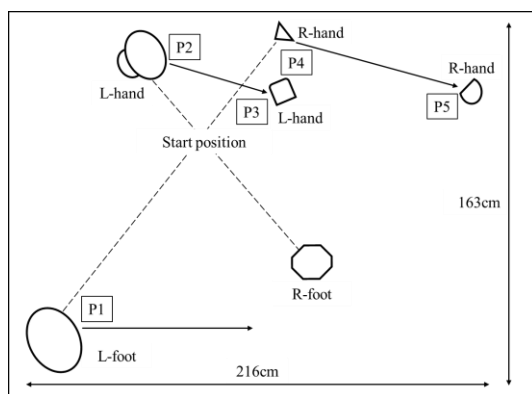 R-hand
P2
P4
R-hand
L-hand
P3
L-hand
P5
Start position
163cm
R-foot
P1
L-foot
216cm